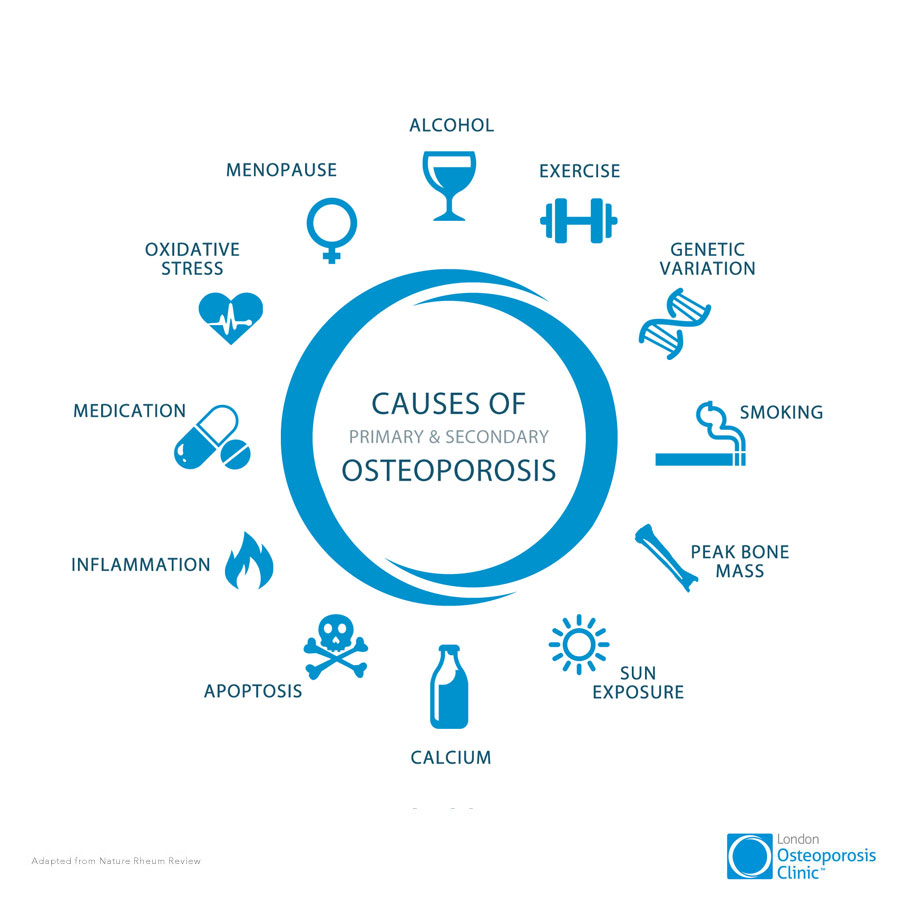 ALCOHOL
MENOPAUSE
EXERCISE
OXIDATIVE
STRESS
GENETIC
VARIATION
CAUSES OF
PRIMARY & SECONDARY
OSTEOPOROSIS
MEDICATION
SMOKING
INFLAMMATION
PEAK BONE
MASS
APOPTOSIS
SUN
EXPOSURE
CALCIUM
Adapted from Nature Rheum Review
London
Osteoporosis
Clinic™